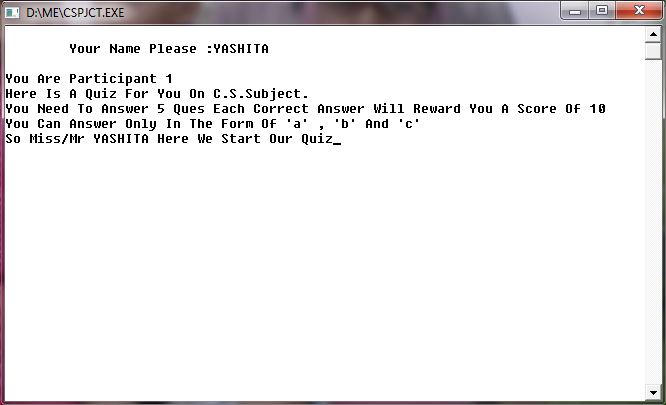 D:\ME\CSPJCT.EXE
Your Name Please :YASHITA
You Are Participant 1
Here Is A Quiz For You On C.S.Subject.
You Need To Answer 5 Ques Each Correct Answer Will Reward You A Score Of 10
You Can Answer Only In The Form Of 'a' , 'b' And 'c'
So Miss/Mr YASHITA Here We Start Our Quiz_